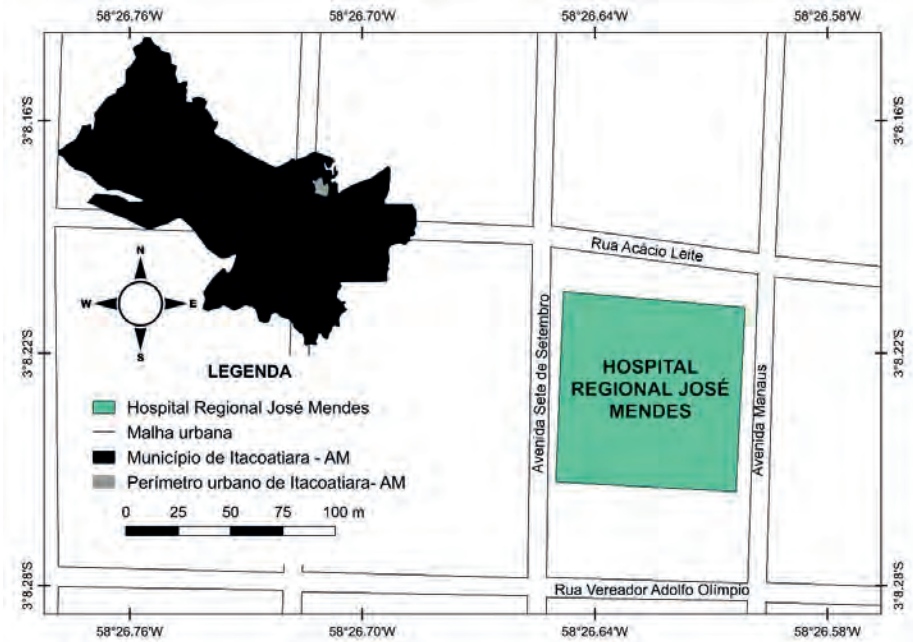 58°26.76'W
58°26.70'W
58°26.64'W
58°26.58'W
3°8.16'S
3°8.16'S
Rua Acácio Leite
N
W
E
S
3°8.22'S
3°8.22'S
Avenida Sete de Setembro
HOSPITAL
REGIONAL JOSÉ
MENDES
Avenida Manaus
LEGENDA
Hospital Regional José Mendes
Malha urbana
Município de Itacoatiara - AM
Perímetro urbano de Itacoatiara- AM
0 25 50 75 100 m
3°8.28'S
3°8.28'S
Rua Vereador Adolfo Olímpio
58°26.76'W
58°26.70'W
58°26.64'W
58°26.58'W